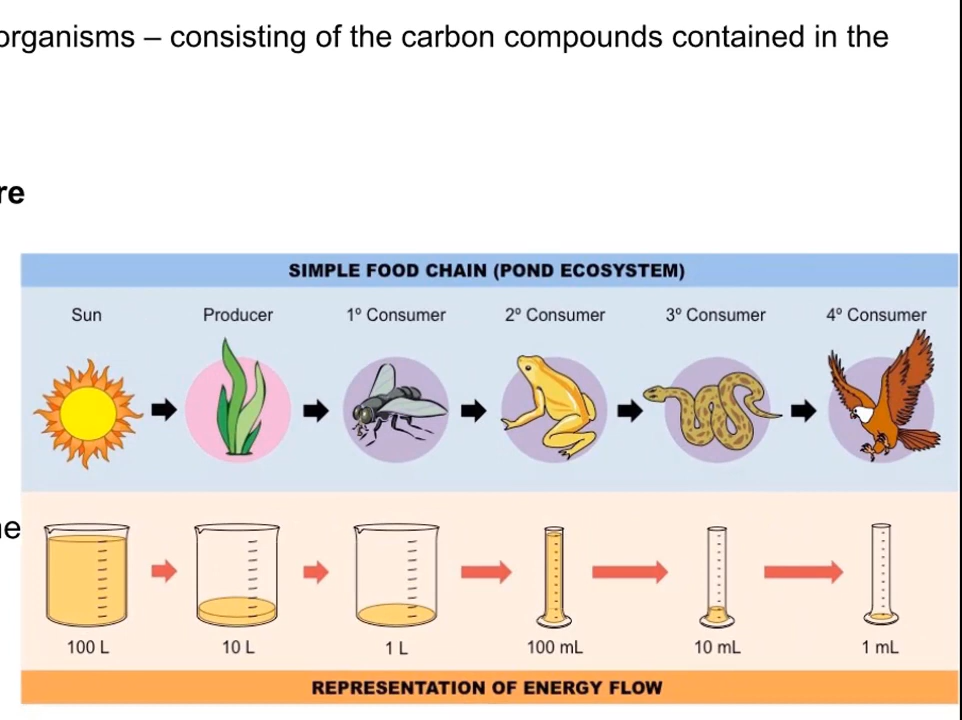 organisms – consisting of the carbon compounds contained in the
re
SIMPLE FOOD CHAIN (POND ECOSYSTEM)
Sun Producer 1º Consumer 2º Consumer 3º Consumer 4º Consumer
ne
100 L 10 L 1 L 100 mL 10 mL 1 mL
REPRESENTATION OF ENERGY FLOW